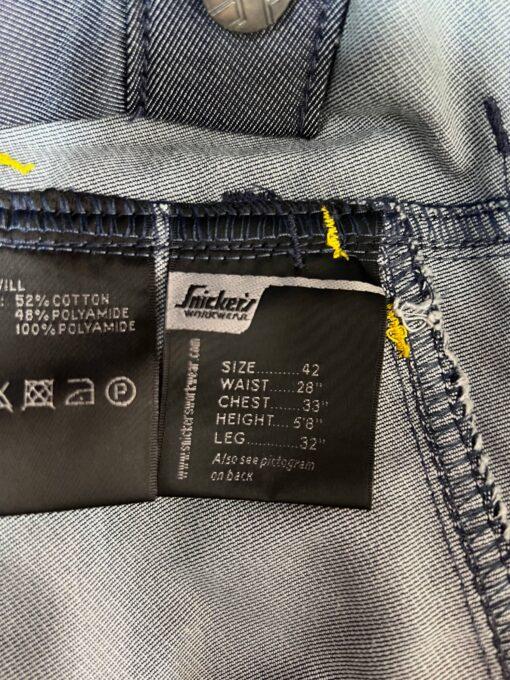 WILL
: 52% COTTON
48% POLYAMIDE
100% POLYAMIDE
P
Snickers
WORKWEAR
www.snickersworkwear.com
SIZE..........42
WAIST........28"
CHEST.......33"
HEIGHT.....5'8"
LEG............32"
Also see pictogram
on back